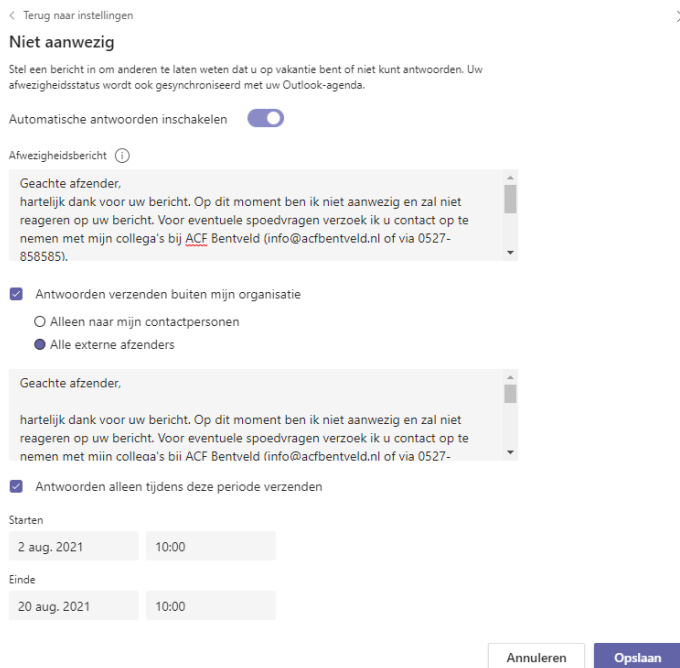 Terug naar instellingen
Niet aanwezig
Stel een bericht in om anderen te laten weten dat u op vakantie bent of niet kunt antwoorden. Uw
afwezigheidsstatus wordt ook gesynchroniseerd met uw Outlook-agenda.
Automatische antwoorden inschakelen
Afwezigheidsbericht
Geachte afzender,
hartelijk dank voor uw bericht. Op dit moment ben ik niet aanwezig en zal niet
reageren op uw bericht. Voor eventuele spoedvragen verzoek ik u contact op te
nemen met mijn collega's bij ACF Bentveld (info@acfbentveld.nl of via 0527-
858585).
Antwoorden verzenden buiten mijn organisatie
Alleen naar mijn contactpersonen
Alle externe afzenders
Geachte afzender,
hartelijk dank voor uw bericht. Op dit moment ben ik niet aanwezig en zal niet
reageren op uw bericht. Voor eventuele spoedvragen verzoek ik u contact op te
nemen met mijn collega's bij ACF Bentveld (info@acfbentveld.nl of via 0527-
Antwoorden alleen tijdens deze periode verzenden
Starten
2 aug. 2021 10:00
Einde
20 aug. 2021 10:00
Annuleren Opslaan